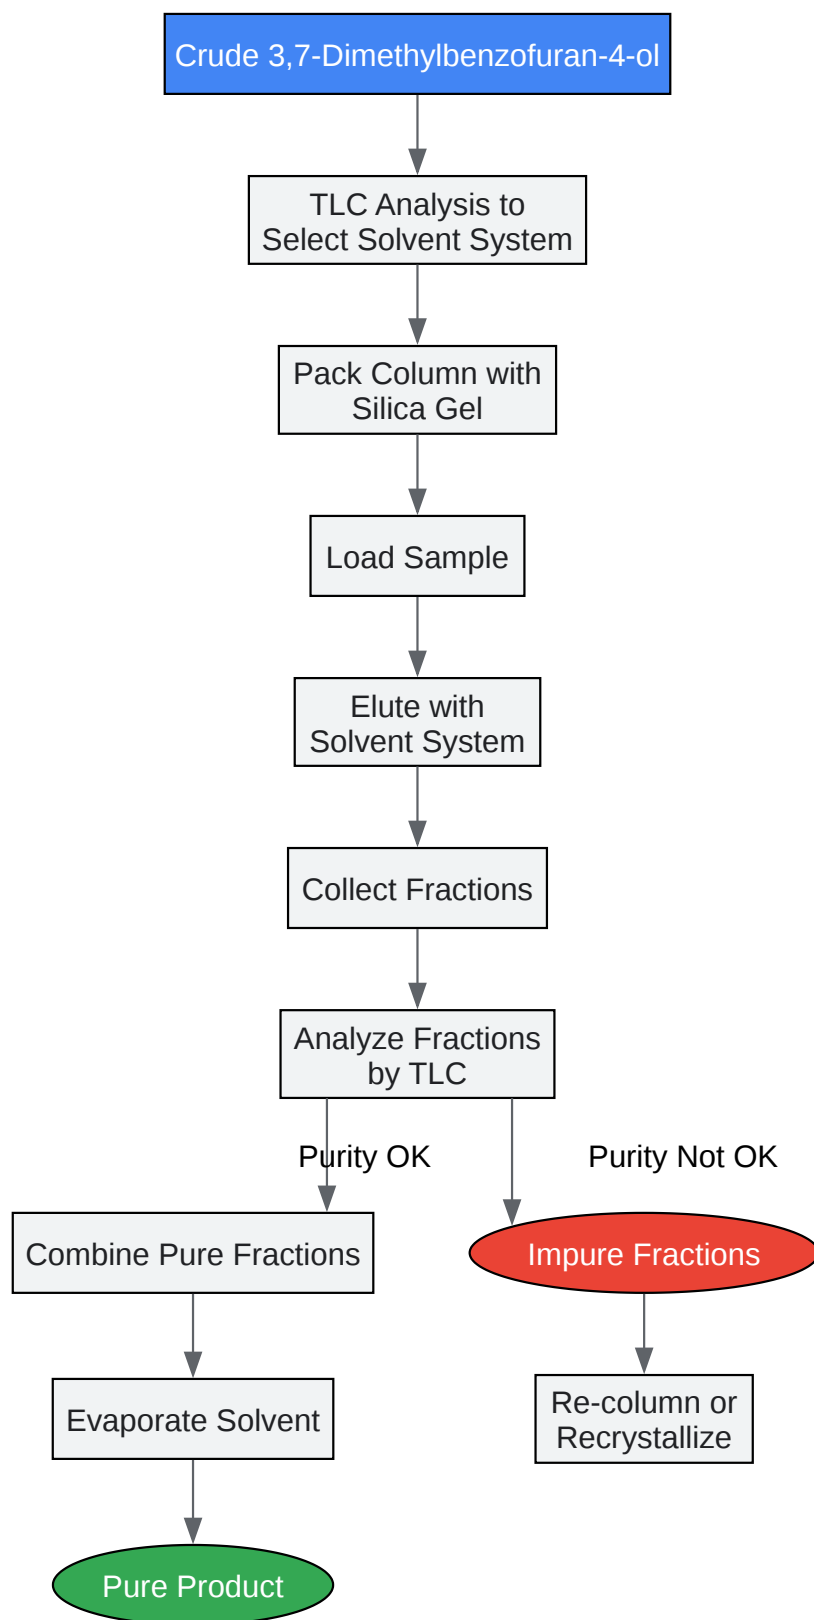 Crude 3,7-Dimethylbenzofuran-4-ol
TLC Analysis to
Select Solvent System
Pack Column with
Silica Gel
Load Sample
Elute with
Solvent System
Collect Fractions
Analyze Fractions
by TLC
Purity OK
Purity Not OK
Combine Pure Fractions
Impure Fractions
Evaporate Solvent
Re-column or
Recrystallize
Pure Product